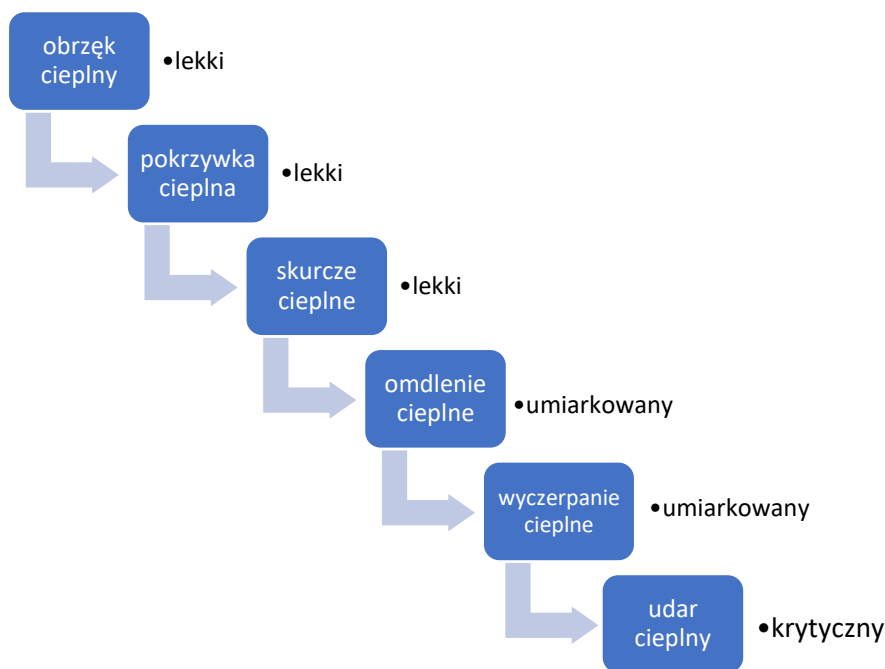 obrzęk
cieplny
•lekki
pokrzywka
cieplna
•lekki
skurcze
cieplne
•lekki
omdlenie
cieplne
•umiarkowany
wyczerpanie
cieplne
•umiarkowany
udar
cieplny
•krytyczny